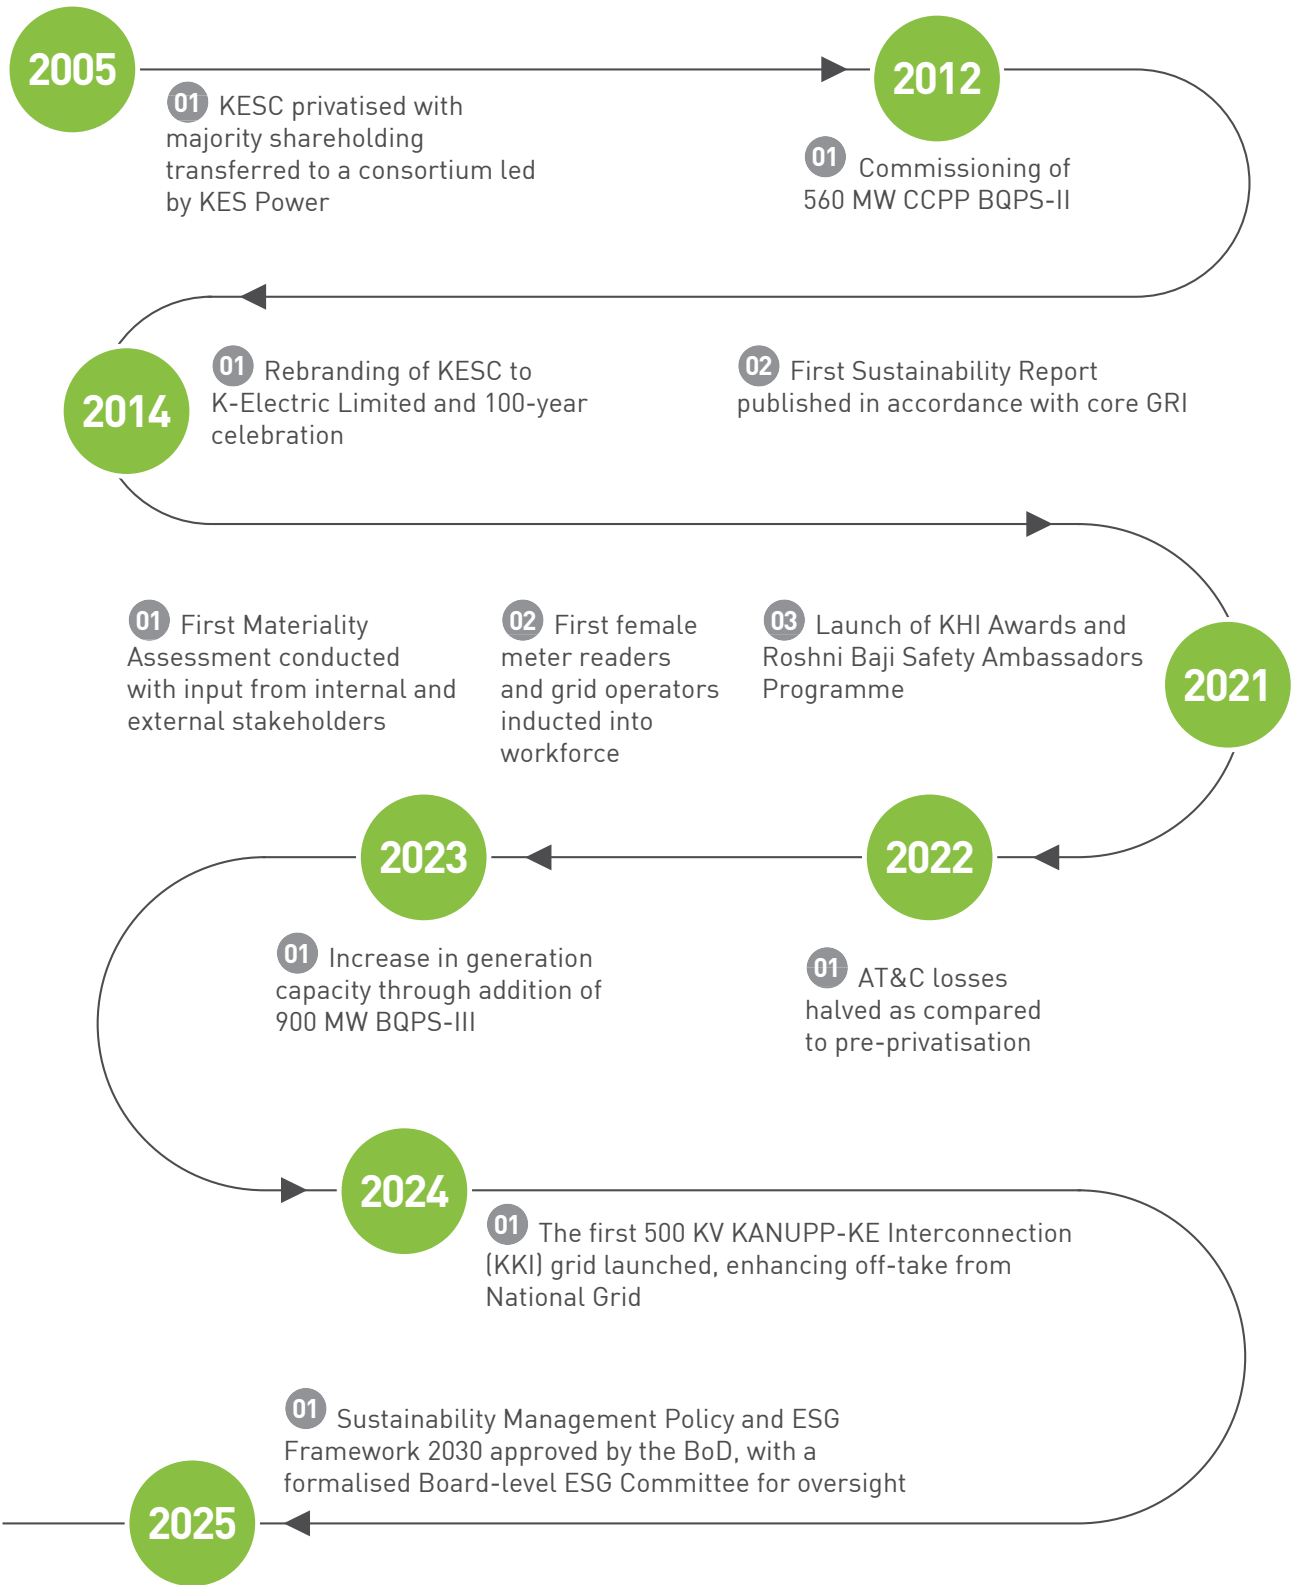 2005
01 KESC privatised with
majority shareholding
transferred to a consortium led
by KES Power
2012
01 Commissioning of
560 MW CCPP BQPS-II
2014
01 Rebranding of KESC to
K-Electric Limited and 100-year
celebration
02 First Sustainability Report
published in accordance with core GRI
2021
01 First Materiality
Assessment conducted
with input from internal and
external stakeholders
02 First female
meter readers
and grid operators
inducted into
workforce
03 Launch of KHI Awards and
Roshni Baji Safety Ambassadors
Programme
2022
01 AT&C losses
halved as compared
to pre-privatisation
2023
01 Increase in generation
capacity through addition of
900 MW BQPS-III
2024
01 The first 500 KV KANUPP-KE Interconnection
(KKI) grid launched, enhancing off-take from
National Grid
2025
01 Sustainability Management Policy and ESG
Framework 2030 approved by the BoD, with a
formalised Board-level ESG Committee for oversight